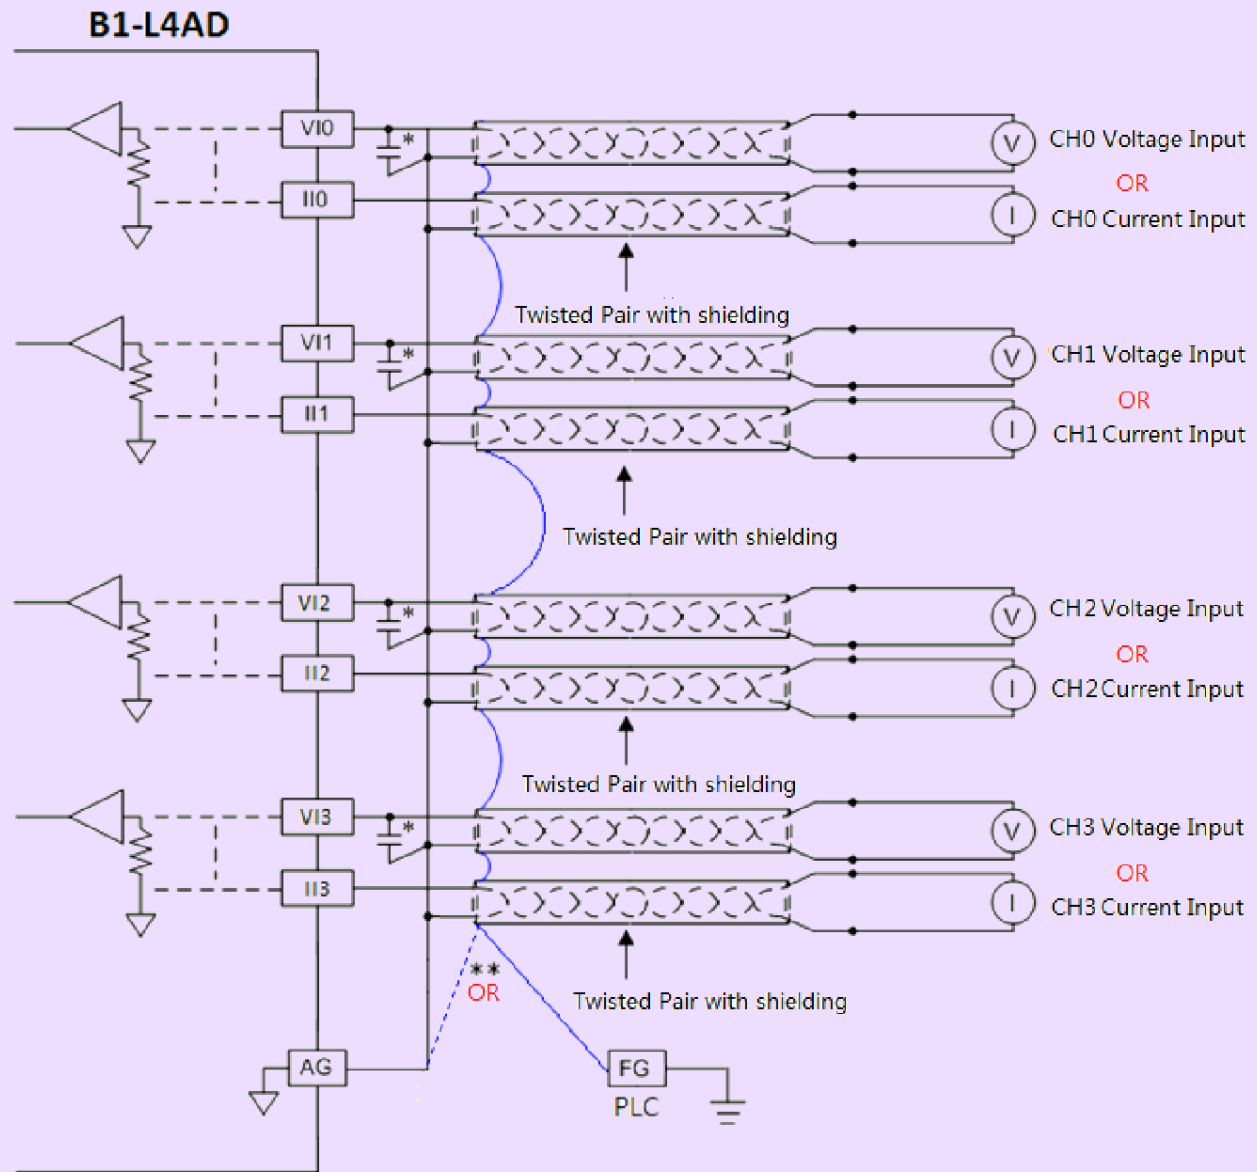 B1-L4AD
VI0
*
CH0 Voltage Input
V
OR
II0
I
CH0 Current Input
Twisted Pair with shielding
VI1
*
V
CH1 Voltage Input
OR
II1
I
CH1 Current Input
Twisted Pair with shielding
VI2
*
V
CH2 Voltage Input
OR
II2
I
CH2 Current Input
Twisted Pair with shielding
VI3
*
V
CH3 Voltage Input
OR
II3
I
CH3 Current Input
**
OR
Twisted Pair with shielding
AG
FG
PLC